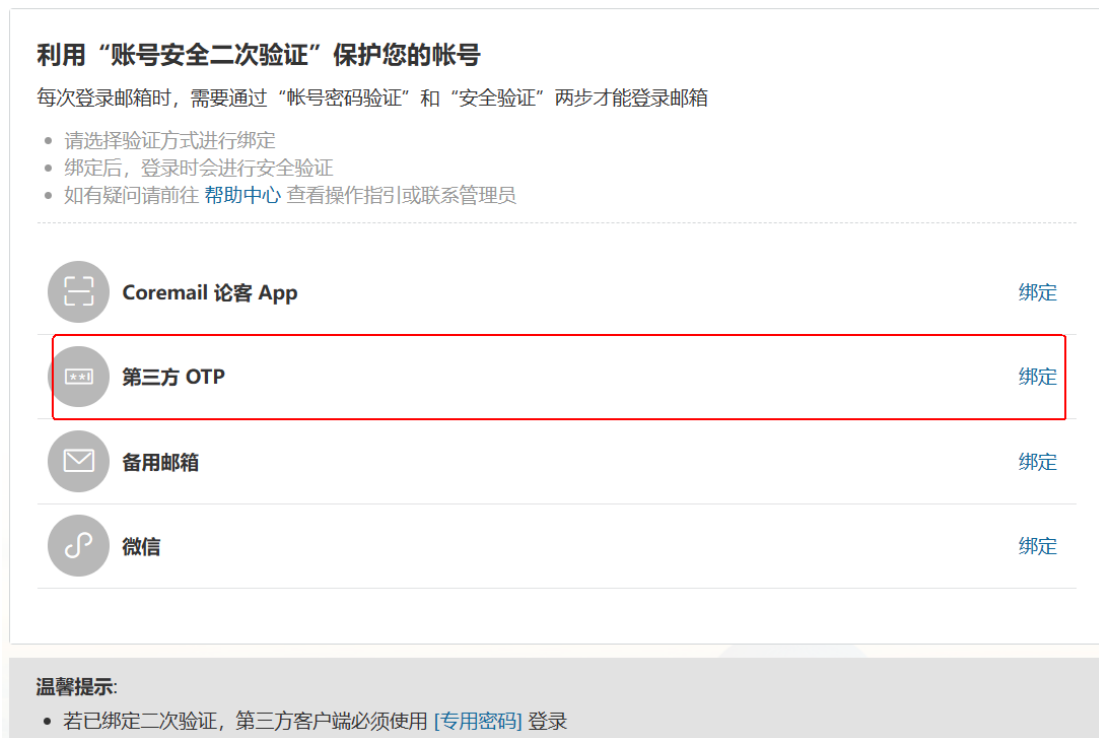 利用“账号安全二次验证”保护您的帐号
每次登录邮箱时，需要通过“帐号密码验证”和“安全验证”两步才能登录邮箱
请选择验证方式进行绑定
绑定后，登录时会进行安全验证
如有疑问请前往 帮助中心 查看操作指引或联系管理员
Coremail 论客 App 绑定
第三方 OTP 绑定
备用邮箱 绑定
微信 绑定
温馨提示:
若已绑定二次验证，第三方客户端必须使用 [专用密码] 登录